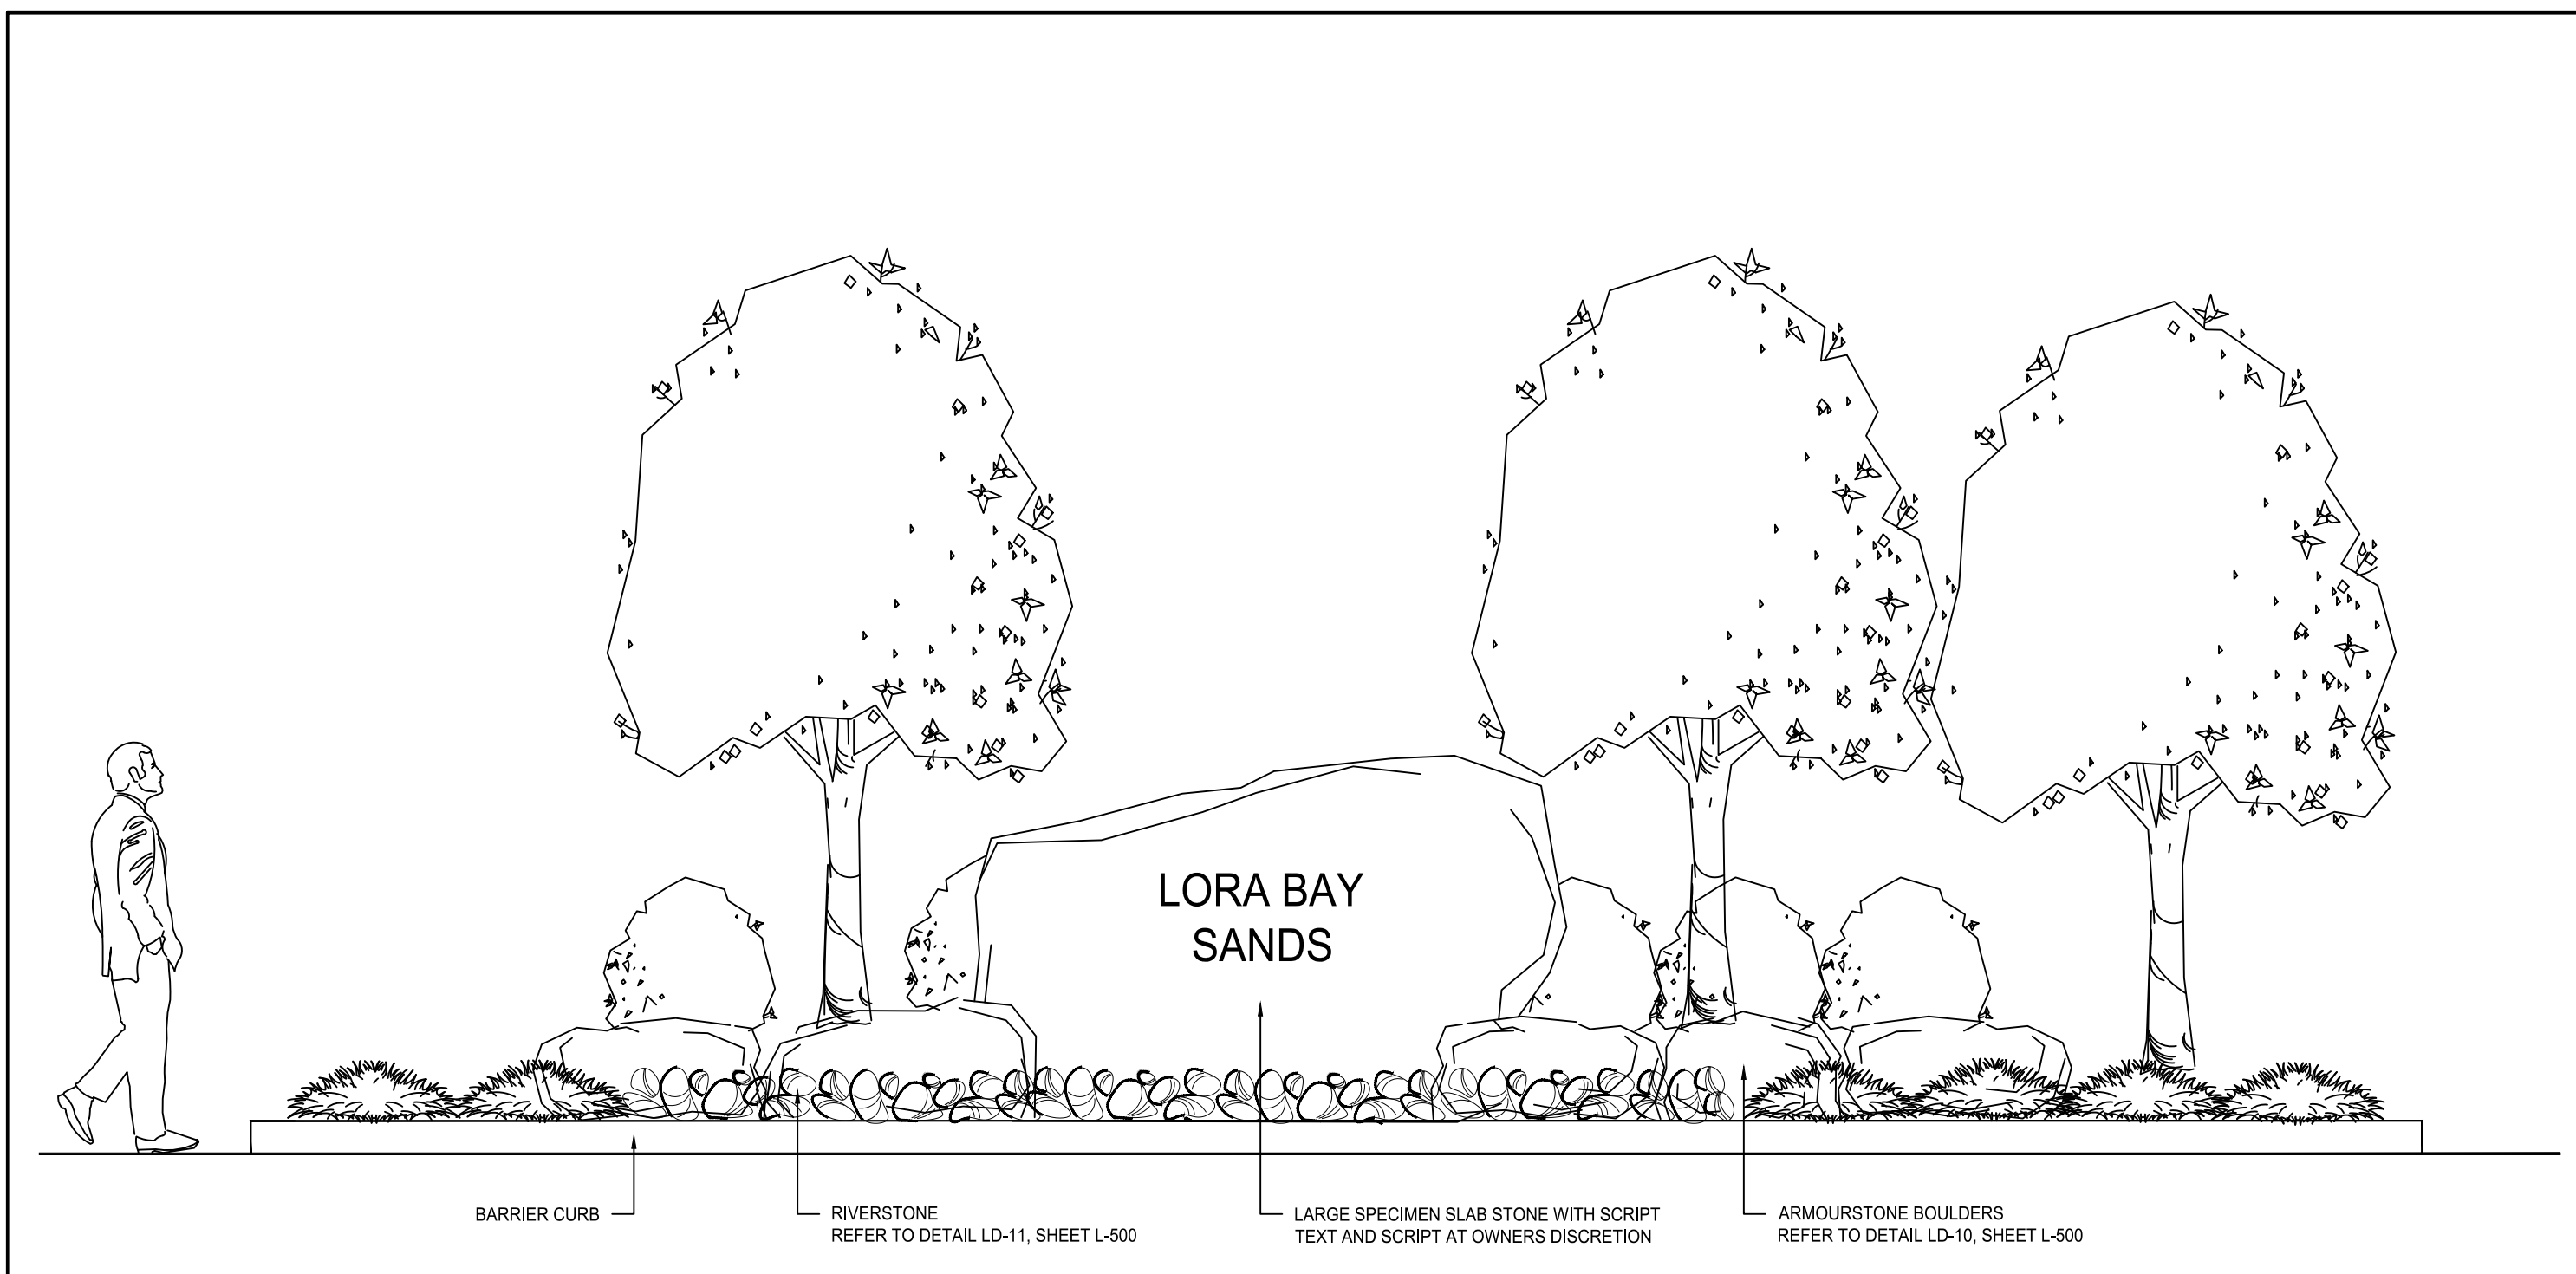 LORA BAY
SANDS
BARRIER CURB
RIVERSTONE
REFER TO DETAIL LD-11, SHEET L-500
LARGE SPECIMEN SLAB STONE WITH SCRIPT
TEXT AND SCRIPT AT OWNERS DISCRETION
ARMOURSTONE BOULDERS
REFER TO DETAIL LD-10, SHEET L-500